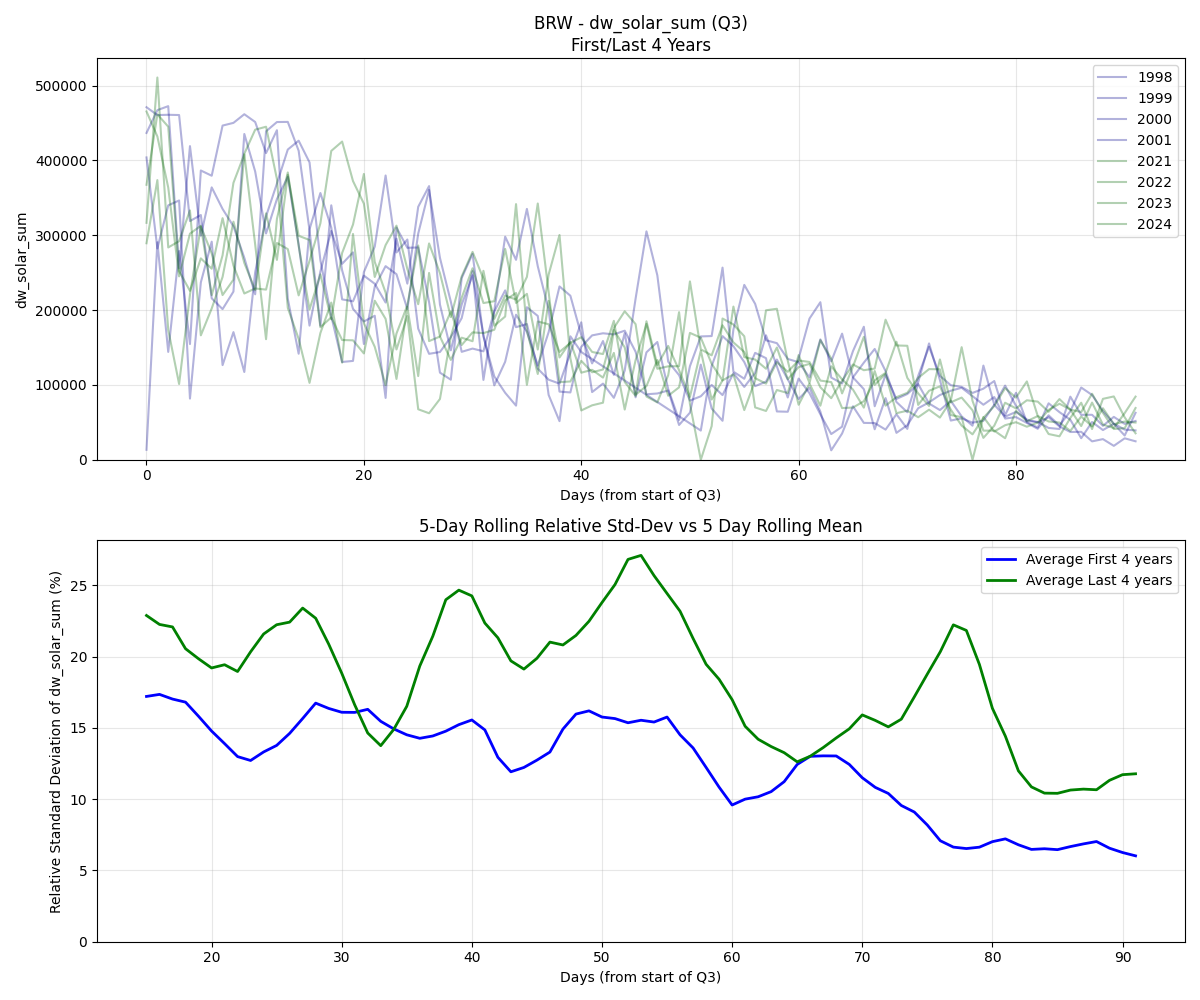 BRW - dw_solar_sum (Q3)
First/Last 4 Years
dw_solar_sum
500000
400000
300000
200000
100000
0
1998
1999
2000
2001
2021
2022
2023
2024
0 20 40 60 80
Days (from start of Q3)
5-Day Rolling Relative Std-Dev vs 5 Day Rolling Mean
Relative Standard Deviation of dw_solar_sum (%)
25
20
15
10
5
0
Average First 4 years
Average Last 4 years
20 30 40 50 60 70 80 90
Days (from start of Q3)